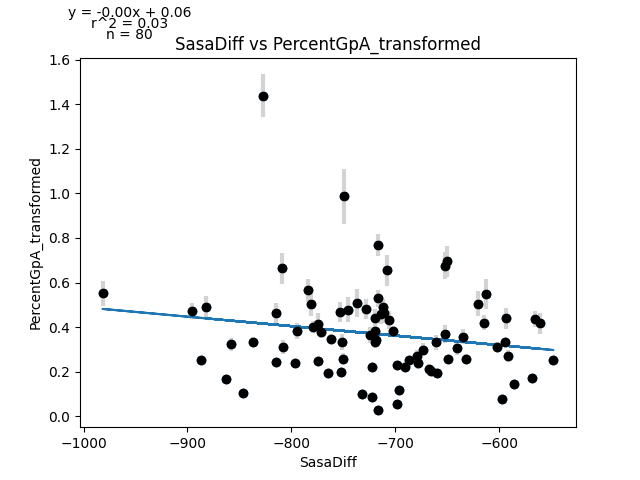 y = -0.00x + 0.06
r^2 = 0.03
n = 80
SasaDiff vs PercentGpA_transformed
1.6
1.4
1.2
1.0
0.8
0.6
0.4
0.2
0.0
PercentGpA_transformed
−1000
−900
−800
−700
−600
SasaDiff